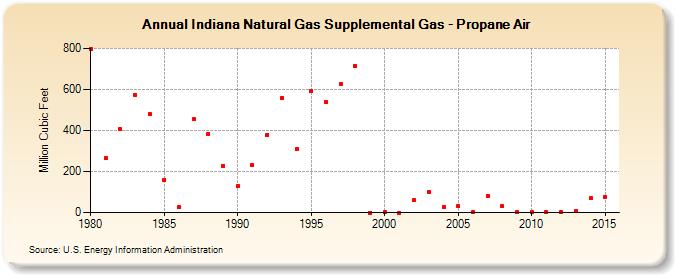 Annual Indiana Natural Gas Supplemental Gas - Propane Air
Million Cubic Feet
800
600
400
200
0
1980 1985 1990 1995 2000 2005 2010 2015
Source: U.S. Energy Information Administration